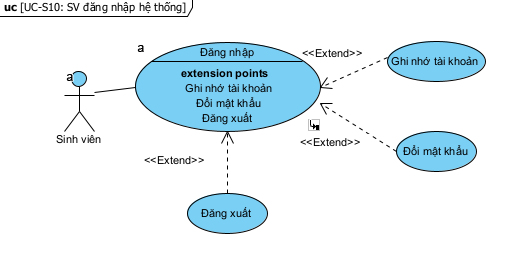 uc [UC-S10: SV đăng nhập hệ thống]
a
Đăng nhập
extension points
Ghi nhớ tài khoản
Đổi mật khẩu
Đăng xuất
<<Extend>>
Ghi nhớ tài khoản
a
Sinh viên
<<Extend>>
Đổi mật khẩu
<<Extend>>
Đăng xuất